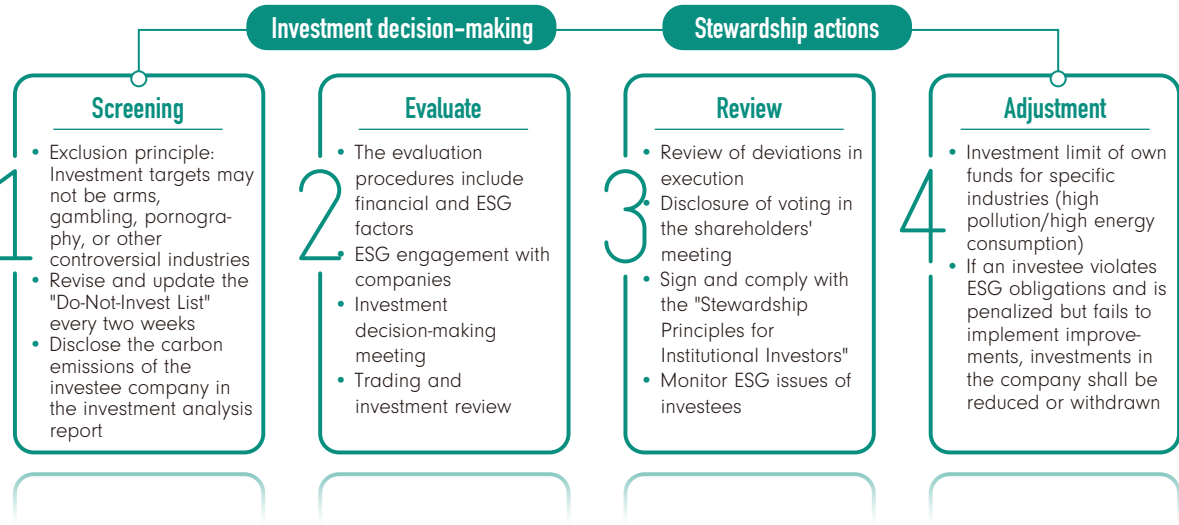 Investment decision-making
Stewardship actions
1
Screening
• Exclusion principle:
Investment targets may
not be arms,
gambling, pornogra-
phy, or other
controversial industries
• Revise and update the
"Do-Not-Invest List"
every two weeks
• Disclose the carbon
emissions of the
investee company in
the investment analysis
report
2
Evaluate
• The evaluation
procedures include
financial and ESG
factors
• ESG engagement with
companies
• Investment
decision-making
meeting
• Trading and
investment review
3
Review
• Review of deviations in
execution
• Disclosure of voting in
the shareholders'
meeting
• Sign and comply with
the "Stewardship
Principles for
Institutional Investors"
• Monitor ESG issues of
investees
4
Adjustment
• Investment limit of own
funds for specific
industries (high
pollution/high energy
consumption)
• If an investee violates
ESG obligations and is
penalized but fails to
implement improve-
ments, investments in
the company shall be
reduced or withdrawn